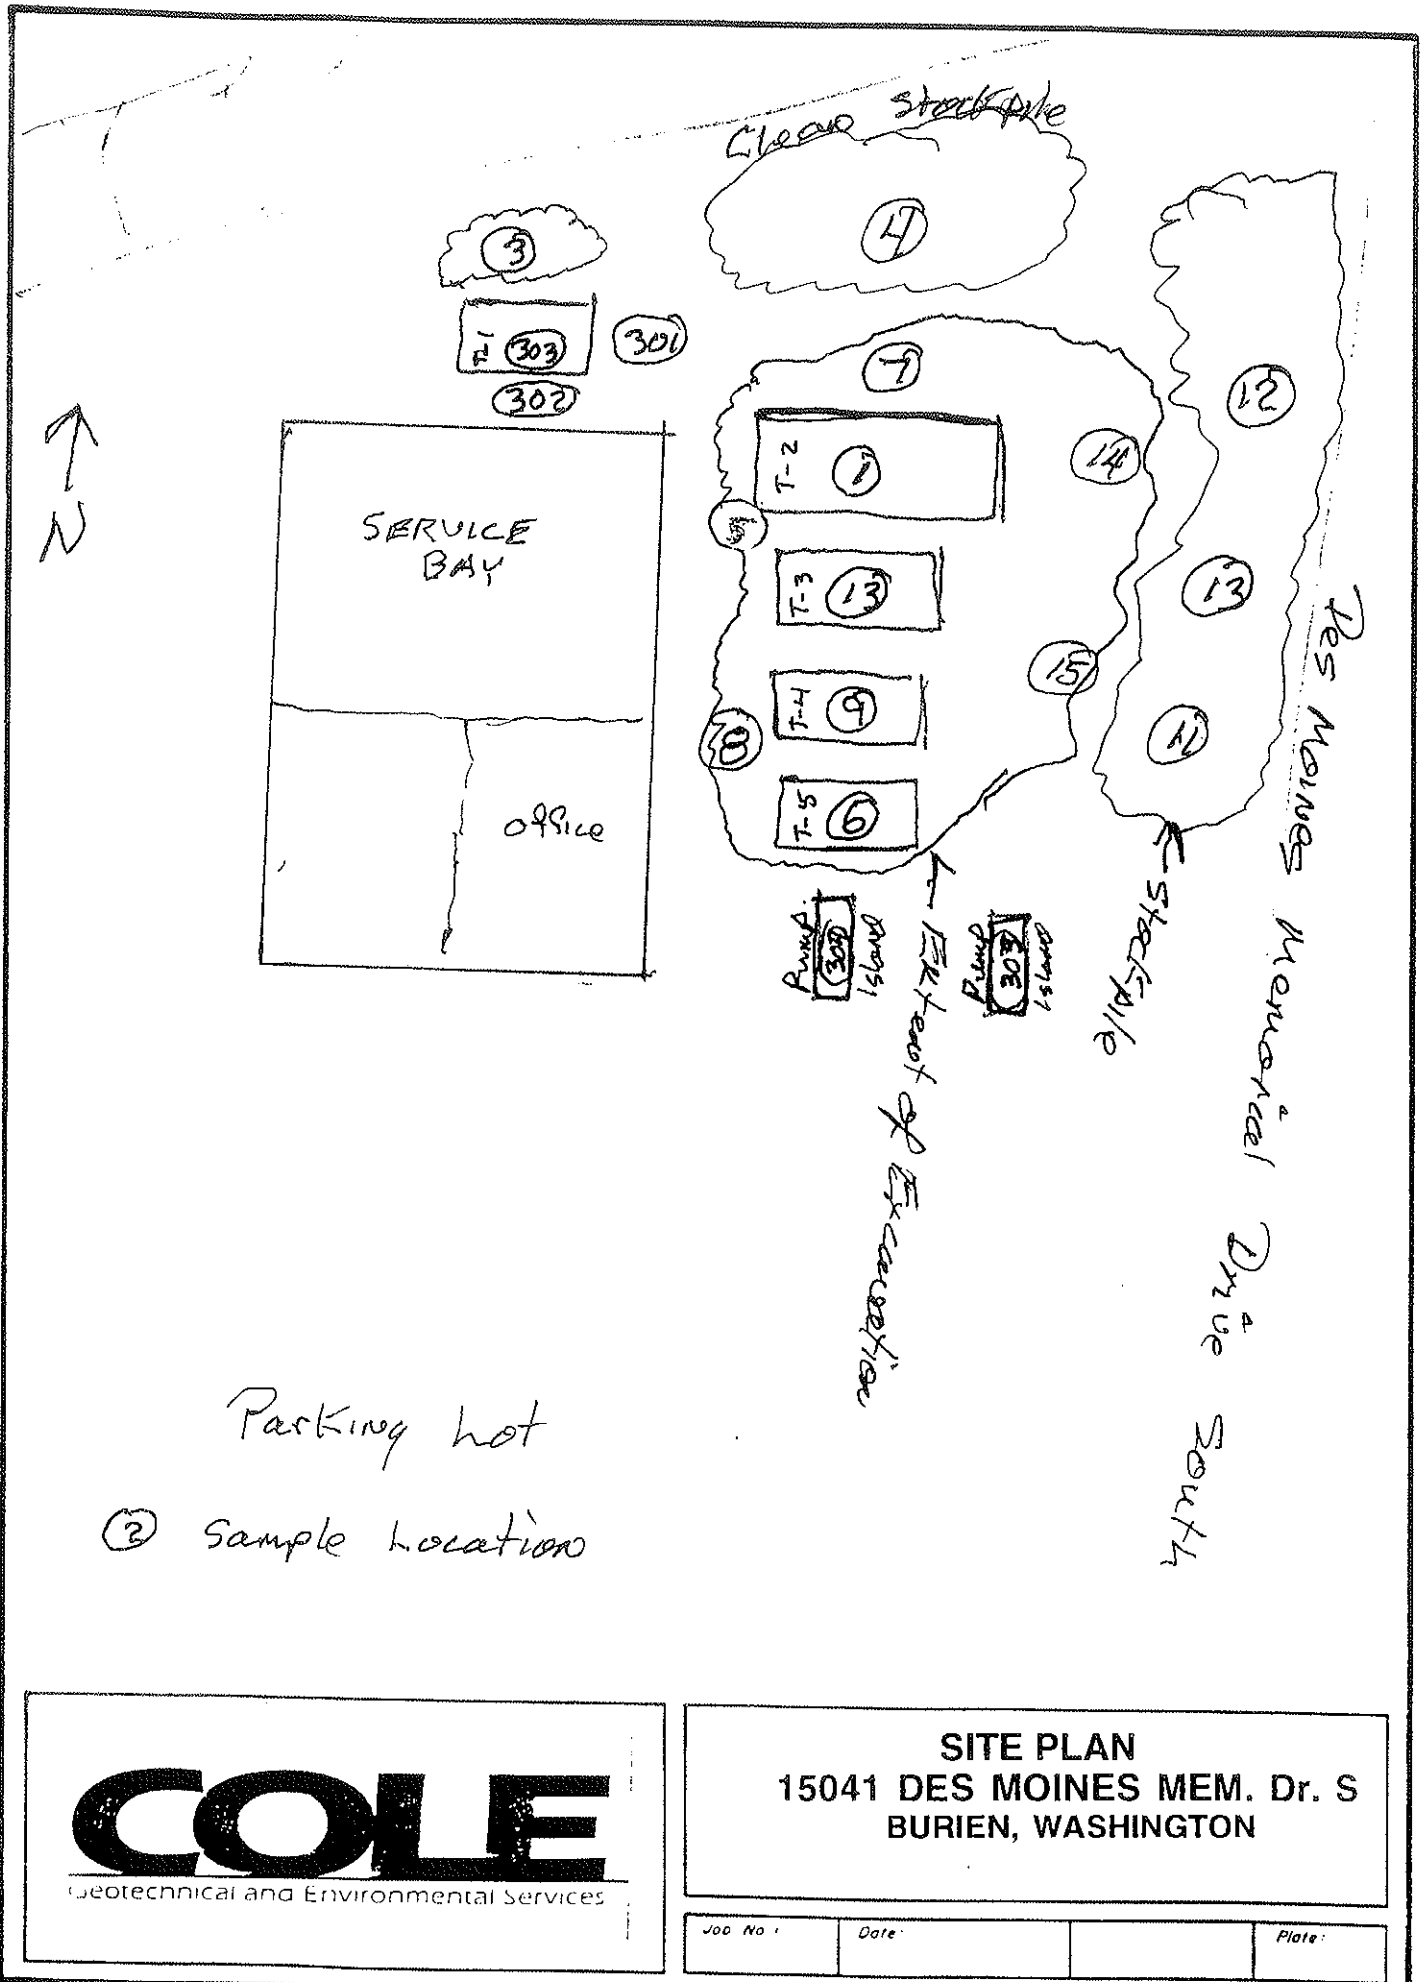 Clean Stockpile
4
3
T-1
303
301
302
N
7
12
T-2
1
14
SERVICE
BAY
T-3
13
13
15
T-4
9
8
11
T-5
6
office
Pump
Island
Pump
303
Island
Extent of Excavation
Stockpile
Des Moines Memorial Drive South
Parking Lot
2 Sample Location
COLE
Geotechnical and Environmental Services
SITE PLAN
15041 DES MOINES MEM. Dr. S
BURIEN, WASHINGTON
Job No:
Date:
Plate: